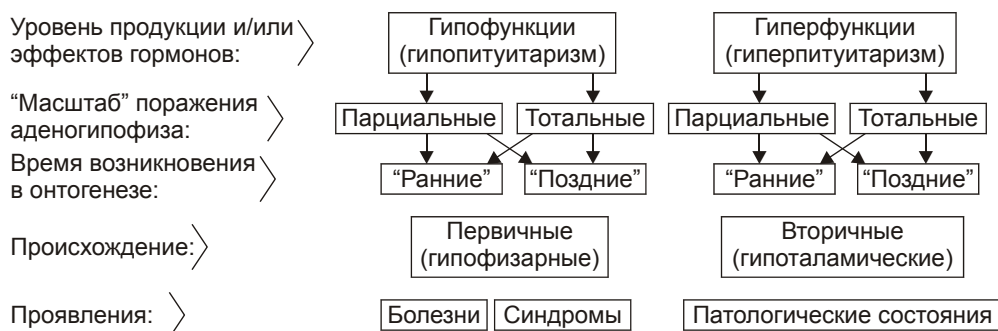 Уровень продукции и/или
эффектов гормонов:
Гипофункции
(гипопитуитаризм)
Гиперфункции
(гиперпитуитаризм)
“Масштаб” поражения
аденогипофиза:
Парциальные
Тотальные
Парциальные
Тотальные
Время возникновения
в онтогенезе:
“Ранние”
“Поздние”
“Ранние”
“Поздние”
Происхождение:
Первичные
(гипофизарные)
Вторичные
(гипоталамические)
Проявления:
Болезни
Синдромы
Патологические состояния